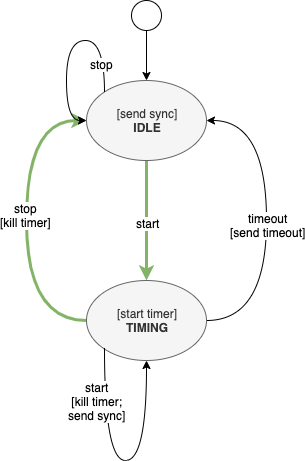 stop
[send sync]
IDLE
stop
[kill timer]
start
timeout
[send timeout]
[start timer]
TIMING
start
[kill timer;
send sync]